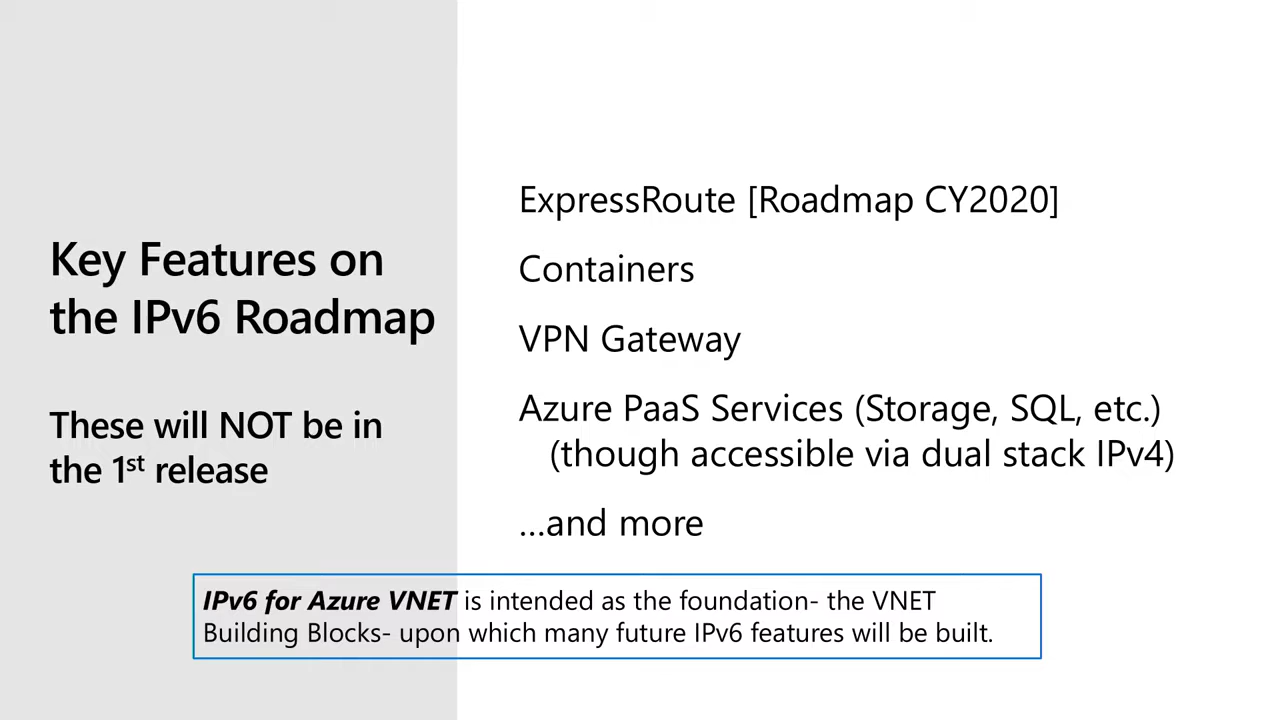 Key Features on
the IPv6 Roadmap
These will NOT be in
the 1st release
ExpressRoute [Roadmap CY2020]
Containers
VPN Gateway
Azure PaaS Services (Storage, SQL, etc.)
(though accessible via dual stack IPv4)
...and more
IPv6 for Azure VNET is intended as the foundation- the VNET
Building Blocks- upon which many future IPv6 features will be built.